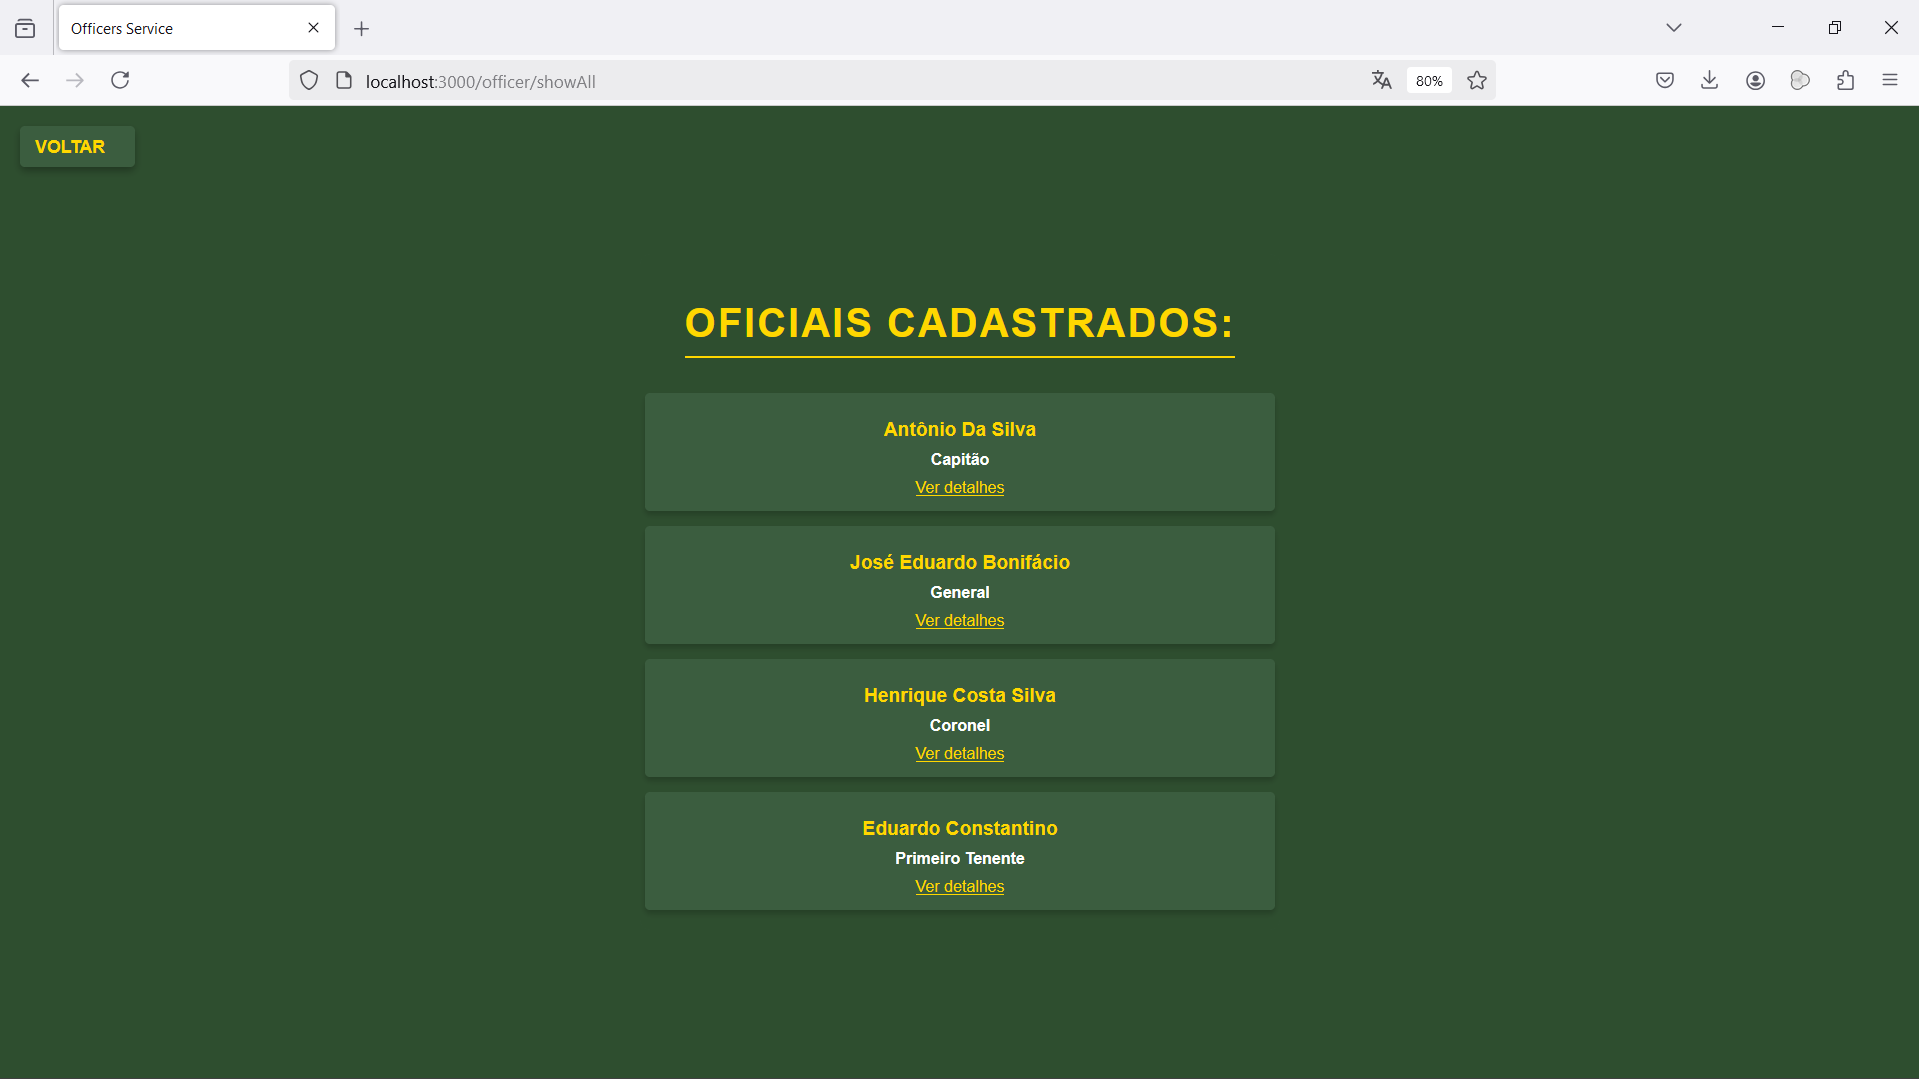 Officers Service
localhost:3000/officer/showAll
80%
VOLTAR
OFICIAIS CADASTRADOS:
Antônio Da Silva
Capitão
Ver detalhes
José Eduardo Bonifácio
General
Ver detalhes
Henrique Costa Silva
Coronel
Ver detalhes
Eduardo Constantino
Primeiro Tenente
Ver detalhes